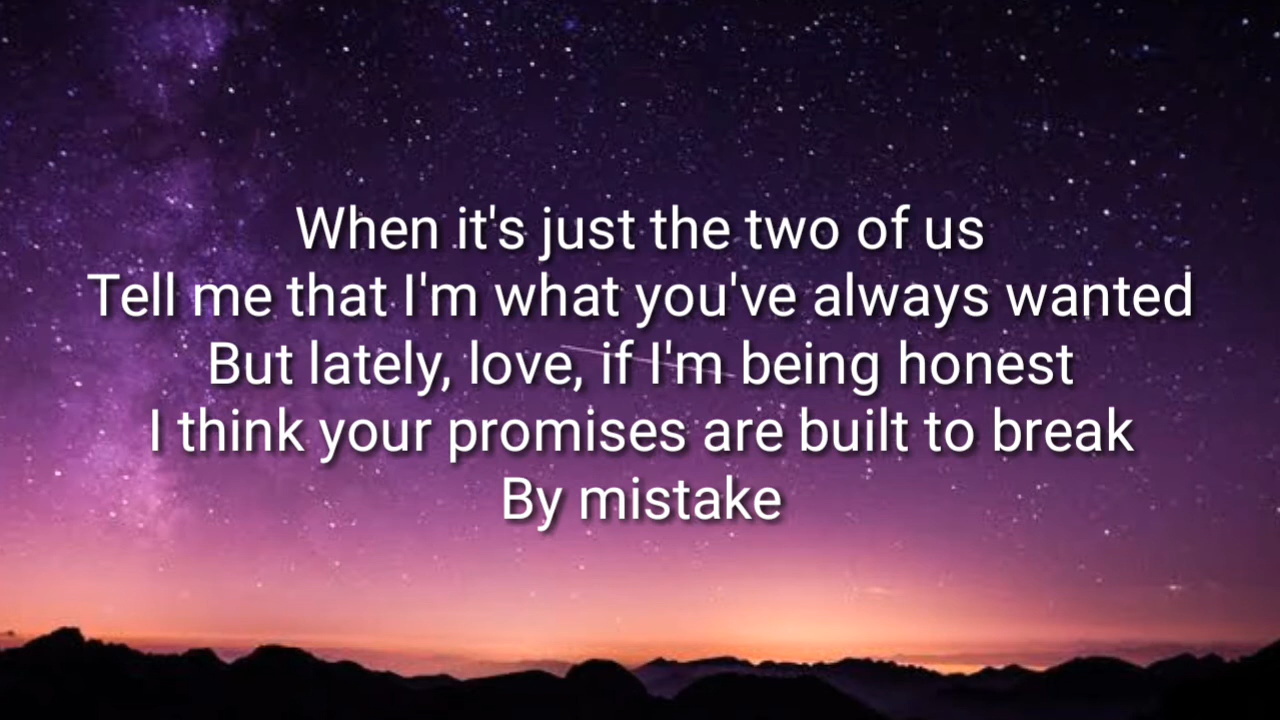 When it's just the two of us
Tell me that I'm what you've always wanted
But lately, love, if I'm being honest
I think your promises are built to break
By mistake